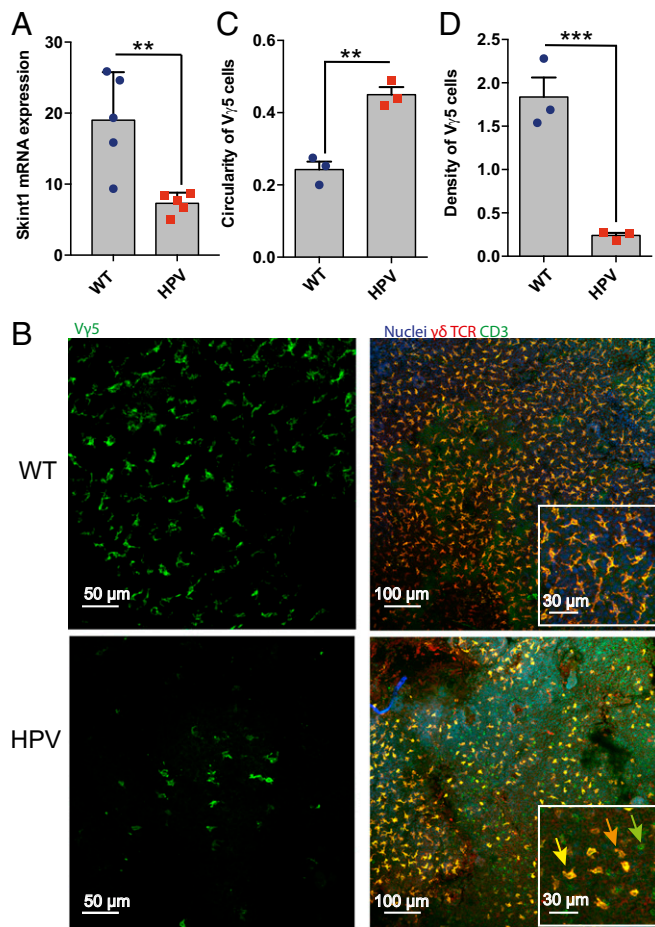 A
Skint1 mRNA expression
30
20
10
0
**
WT
HPV
C
Circularity of Vγ5 cells
0.6
0.4
0.2
0.0
**
WT
HPV
D
Density of Vγ5 cells
2.5
2.0
1.5
1.0
0.5
0.0
***
WT
HPV
B
Vγ5
Nuclei γδ TCR CD3
WT
50 µm
100 µm
30 µm
HPV
50 µm
100 µm
30 µm